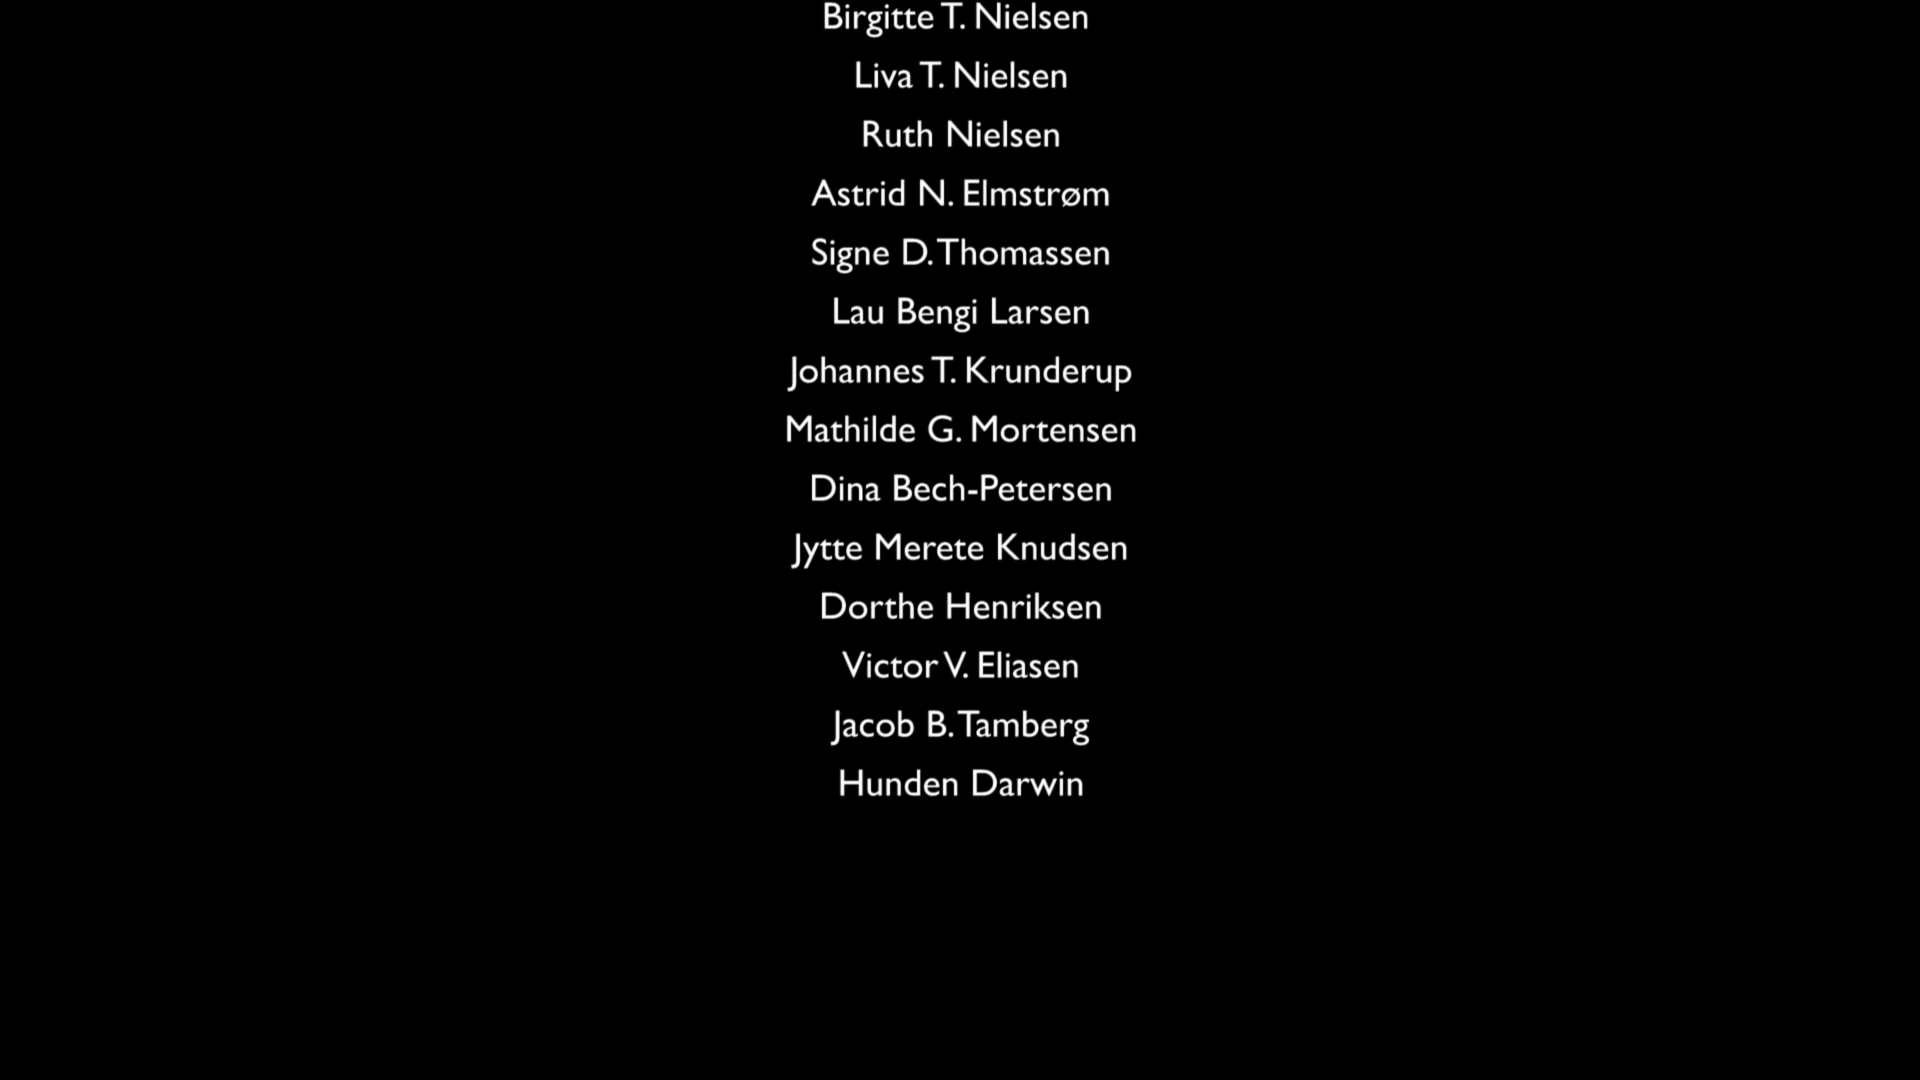 Birgitte T. Nielsen
Liva T. Nielsen
Ruth Nielsen
Astrid N. Elmstrøm
Signe D. Thomassen
Lau Bengi Larsen
Johannes T. Krunderup
Mathilde G. Mortensen
Dina Bech-Petersen
Jytte Merete Knudsen
Dorthe Henriksen
Victor V. Eliasen
Jacob B. Tamberg
Hunden Darwin